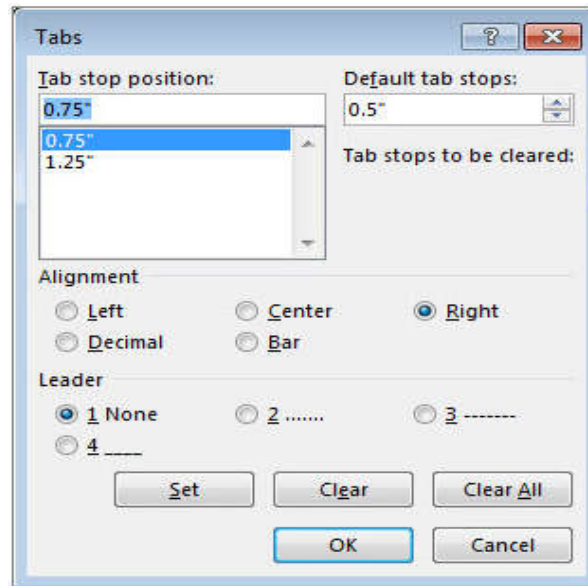 Tabs
Tab stop position:
Default tab stops:
0.75"
0.5"
0.75"
1.25"
Tab stops to be cleared:
Alignment
Left
Center
Right
Decimal
Bar
Leader
1 None
2 .......
3 -------
4 ____
Set
Clear
Clear All
OK
Cancel